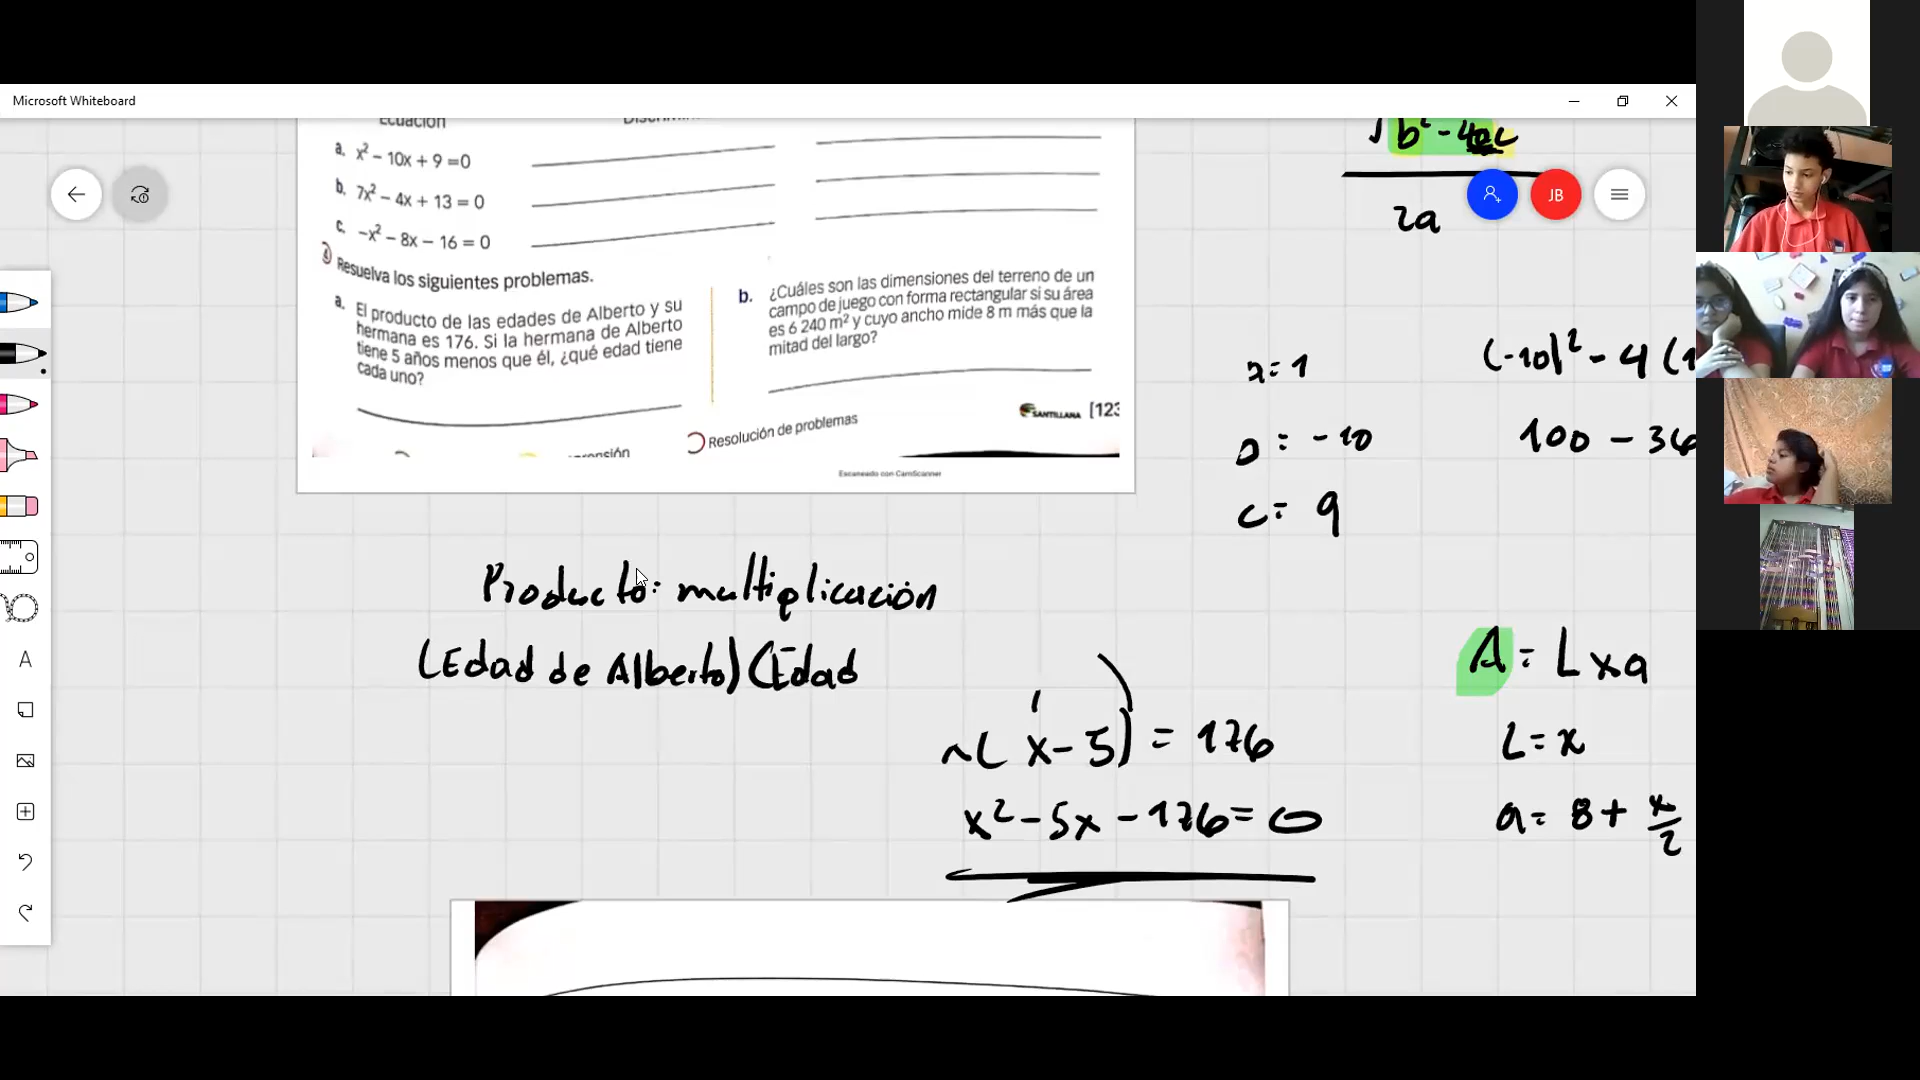 Microsoft Whiteboard
Ecuación
a. x² − 10x + 9 = 0
b. 7x² − 4x + 13 = 0
c. −x² − 8x − 16 = 0
Resuelva los siguientes problemas.
a. El producto de las edades de Alberto y su
hermana es 176. Si la hermana de Alberto
tiene 5 años menos que él, ¿qué edad tiene
cada uno?
b. ¿Cuáles son las dimensiones del terreno de un
campo de juego con forma rectangular si su área
es 6 240 m² y cuyo ancho mide 8 m más que la
mitad del largo?
SANTILLANA [123
Resolución de problemas
Escaneado con CamScanner
Producto: multiplicación
(Edad de Alberto)(Edad
(x-5) = 176
x² - 5x - 176 = 0
√b² - 4ac
2a
JB
= 1
= -10
c = 9
(-10)² - 4(1
100 - 36
A = L x a
L = x
a = 8 + x/2
A